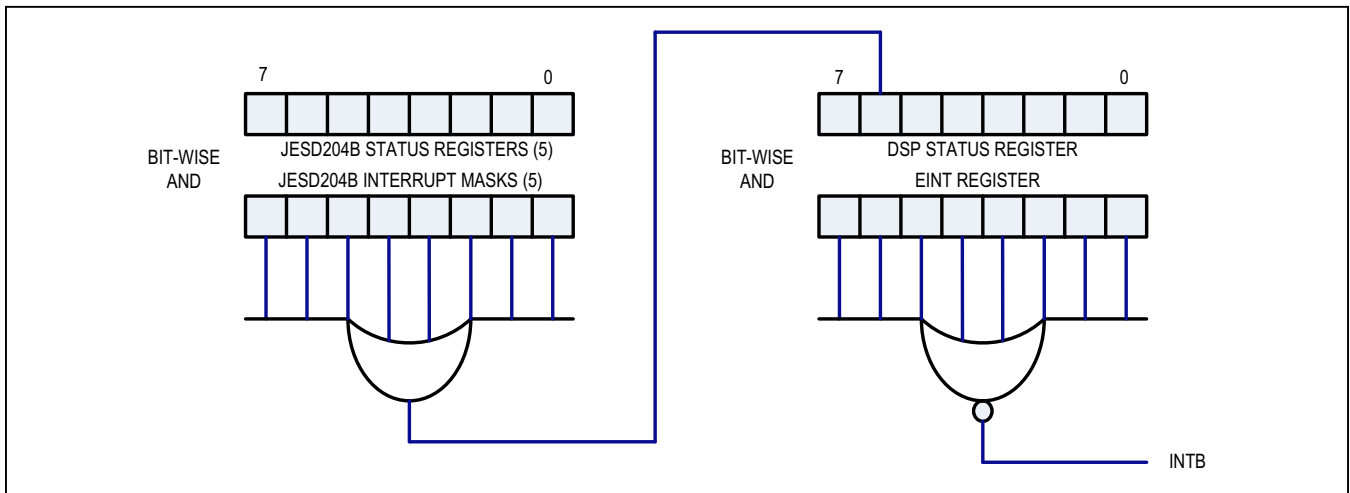 7 0
JESD204B STATUS REGISTERS (5)
BIT-WISE
AND
JESD204B INTERRUPT MASKS (5)
7 0
DSP STATUS REGISTER
BIT-WISE
AND
EINT REGISTER
INTB